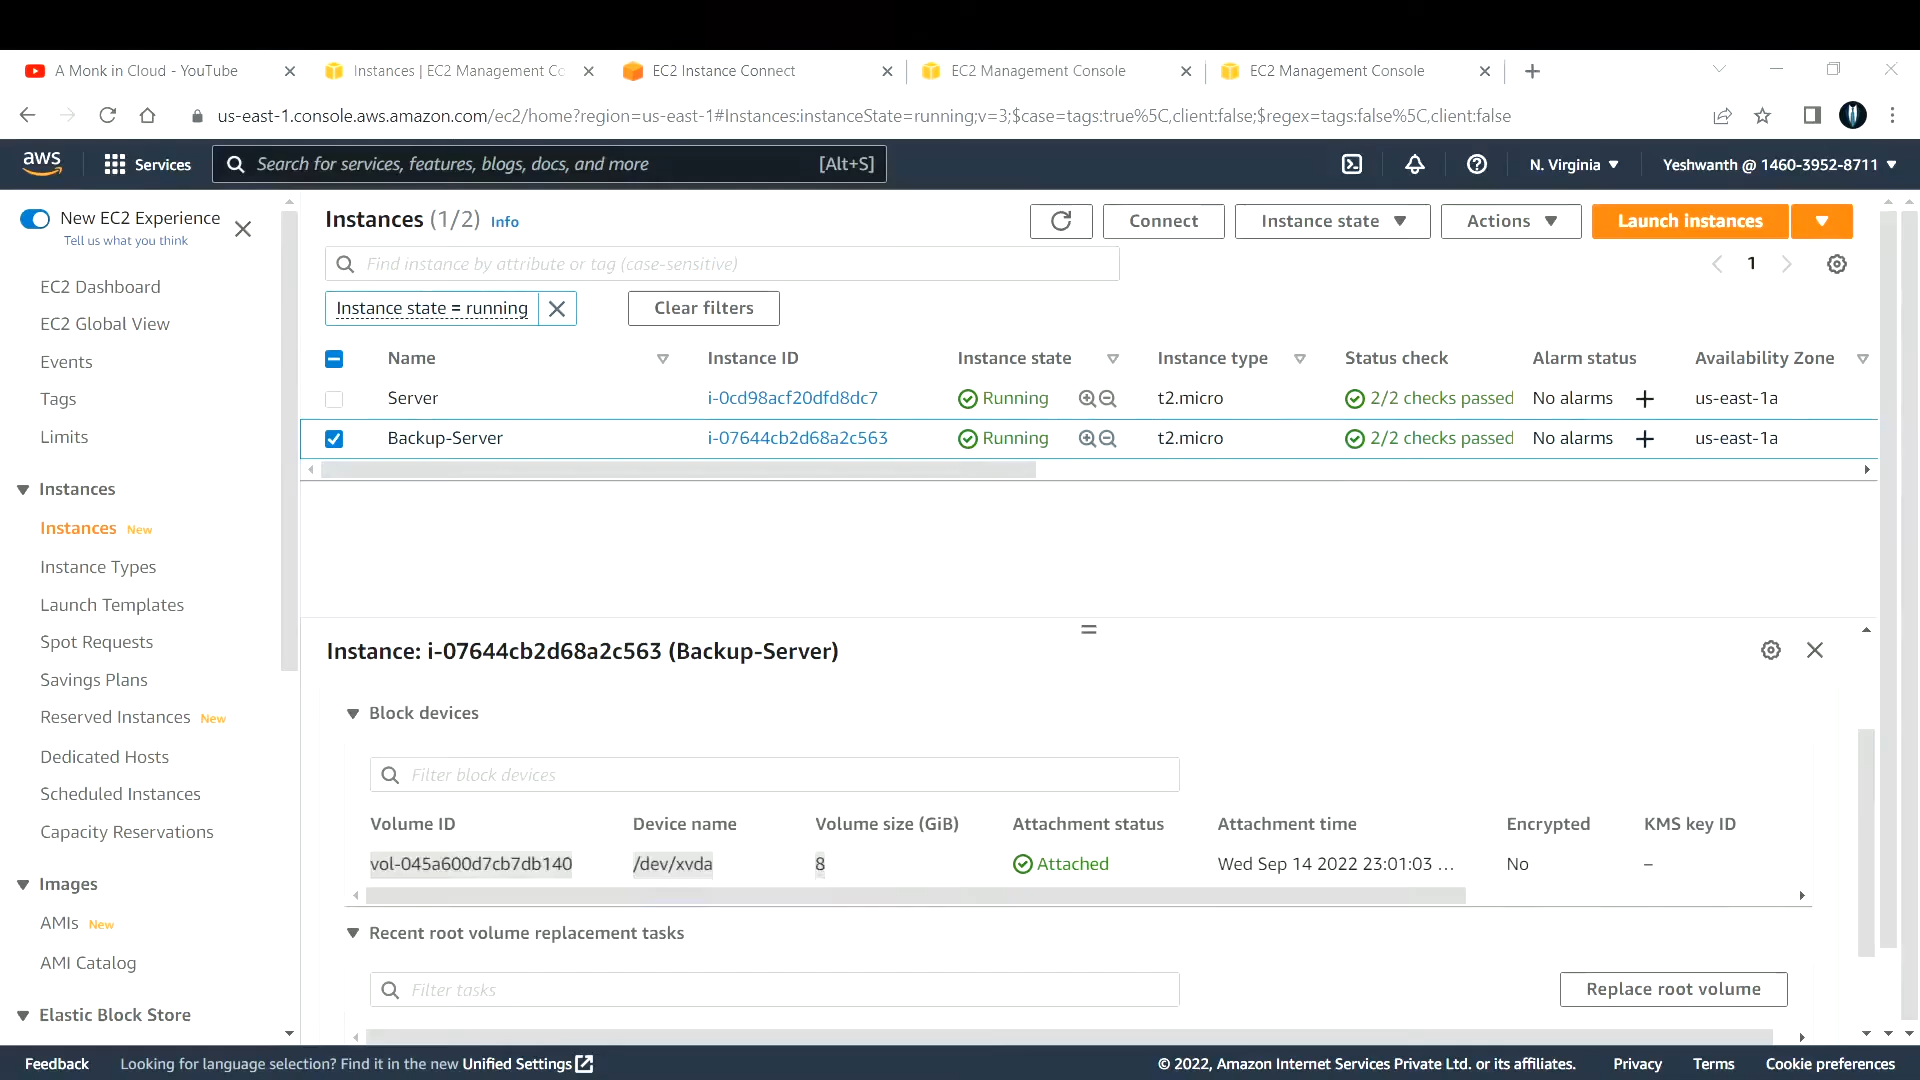 A Monk in Cloud - YouTube
Instances | EC2 Management Co
EC2 Instance Connect
EC2 Management Console
EC2 Management Console
us-east-1.console.aws.amazon.com/ec2/home?region=us-east-1#Instances:instanceState=running;v=3;$case=tags:true%5C,client:false;$regex=tags:false%5C,client:false
aws
Services
Search for services, features, blogs, docs, and more
[Alt+S]
N. Virginia
Yeshwanth @ 1460-3952-8711
New EC2 Experience
Tell us what you think
EC2 Dashboard
EC2 Global View
Events
Tags
Limits
Instances
Instances New
Instance Types
Launch Templates
Spot Requests
Savings Plans
Reserved Instances New
Dedicated Hosts
Scheduled Instances
Capacity Reservations
Images
AMIs New
AMI Catalog
Elastic Block Store
Instances (1/2) Info
Connect
Instance state
Actions
Launch instances
Find instance by attribute or tag (case-sensitive)
1
Instance state = running
Clear filters
Name Instance ID Instance state Instance type Status check Alarm status Availability Zone
Server i-0cd98acf20dfd8dc7 Running t2.micro 2/2 checks passed No alarms us-east-1a
Backup-Server i-07644cb2d68a2c563 Running t2.micro 2/2 checks passed No alarms us-east-1a
Instance: i-07644cb2d68a2c563 (Backup-Server)
Block devices
Filter block devices
Volume ID Device name Volume size (GiB) Attachment status Attachment time Encrypted KMS key ID
vol-045a600d7cb7db140 /dev/xvda 8 Attached Wed Sep 14 2022 23:01:03 ... No –
Recent root volume replacement tasks
Filter tasks
Replace root volume
Feedback
Looking for language selection? Find it in the new Unified Settings
© 2022, Amazon Internet Services Private Ltd. or its affiliates.
Privacy
Terms
Cookie preferences